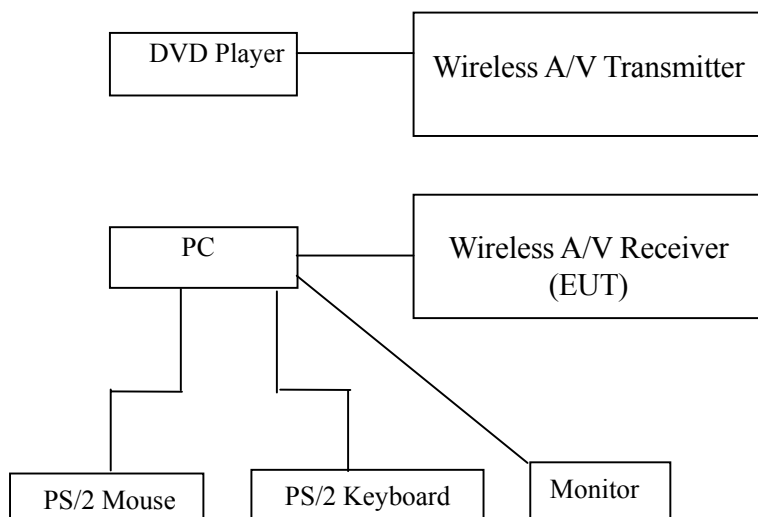 DVD Player
Wireless A/V Transmitter
PC
Wireless A/V Receiver
(EUT)
PS/2 Mouse
PS/2 Keyboard
Monitor